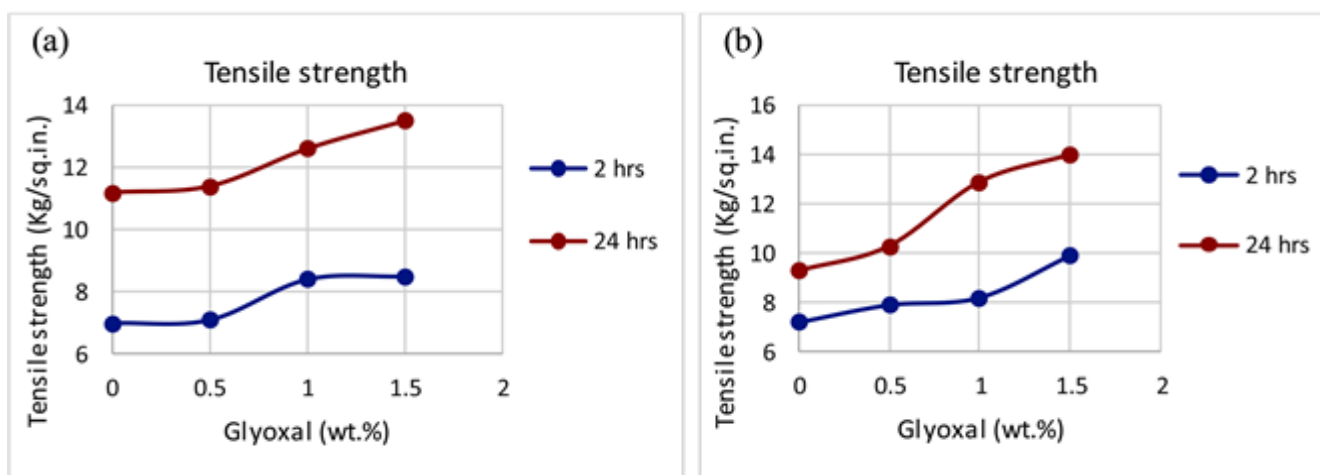 (a)
Tensile strength
Tensile strength (Kg/sq.in.)
14
12
10
8
6
0 0.5 1 1.5 2
Glyoxal (wt.%)
2 hrs
24 hrs
(b)
Tensile strength
Tensile strength (Kg/sq.in.)
16
14
12
10
8
6
0 0.5 1 1.5 2
Glyoxal (wt.%)
2 hrs
24 hrs